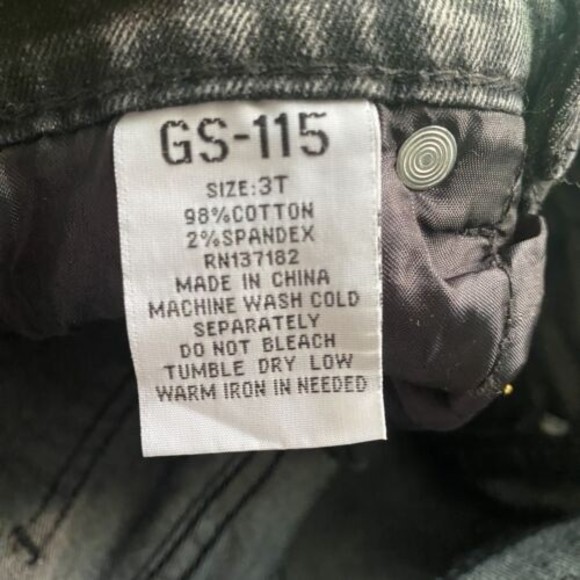 GS-115
SIZE:3T
98%COTTON
2%SPANDEX
RN137182
MADE IN CHINA
MACHINE WASH COLD
SEPARATELY
DO NOT BLEACH
TUMBLE DRY LOW
WARM IRON IN NEEDED